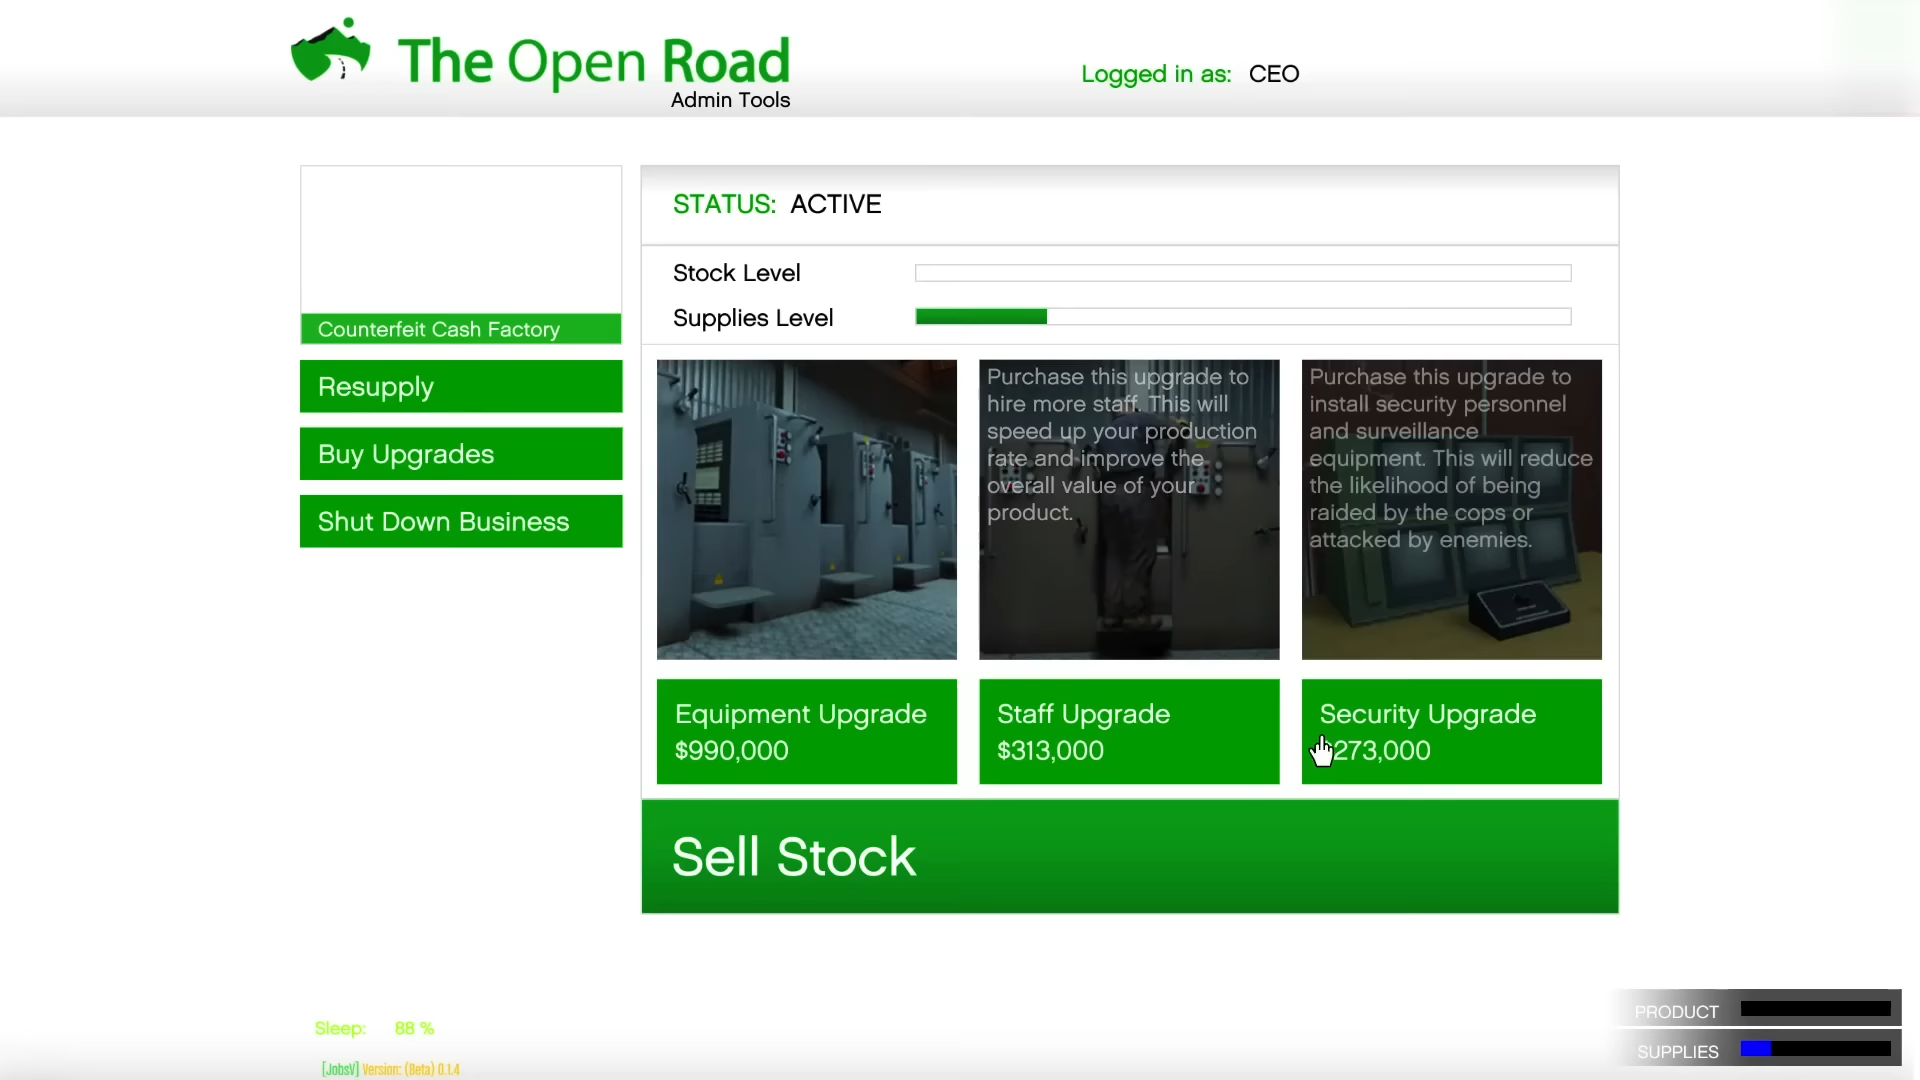 The Open Road
Admin Tools
Logged in as: CEO
STATUS: ACTIVE
Stock Level
Supplies Level
Counterfeit Cash Factory
Resupply
Buy Upgrades
Shut Down Business
Purchase this upgrade to
hire more staff. This will
speed up your production
rate and improve the
overall value of your
product.
Purchase this upgrade to
install security personnel
and surveillance
equipment. This will reduce
the likelihood of being
raided by the cops or
attacked by enemies.
Equipment Upgrade
$990,000
Staff Upgrade
$313,000
Security Upgrade
273,000
Sell Stock
Sleep: 88 %
[JobsV] Version: (Beta) 0.1.4
PRODUCT
SUPPLIES